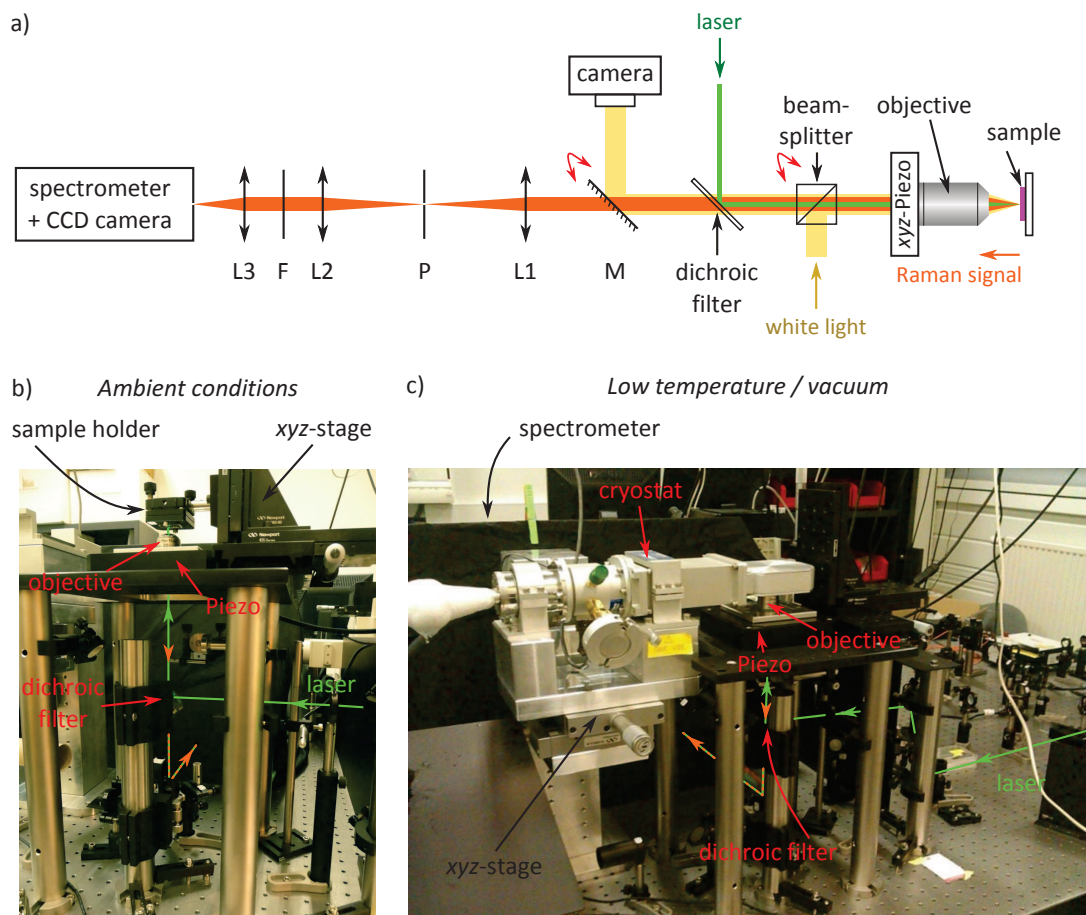 a)
laser
camera
beam-
splitter
objective
sample
spectrometer
+ CCD camera
xyz-Piezo
L3
F
L2
P
L1
M
dichroic
filter
Raman signal
white light
b)
Ambient conditions
c)
Low temperature / vacuum
sample holder
xyz-stage
spectrometer
cryostat
Newport
Newport
objective
Piezo
objective
Piezo
dichroic
filter
laser
laser
xyz-stage
dichroic filter